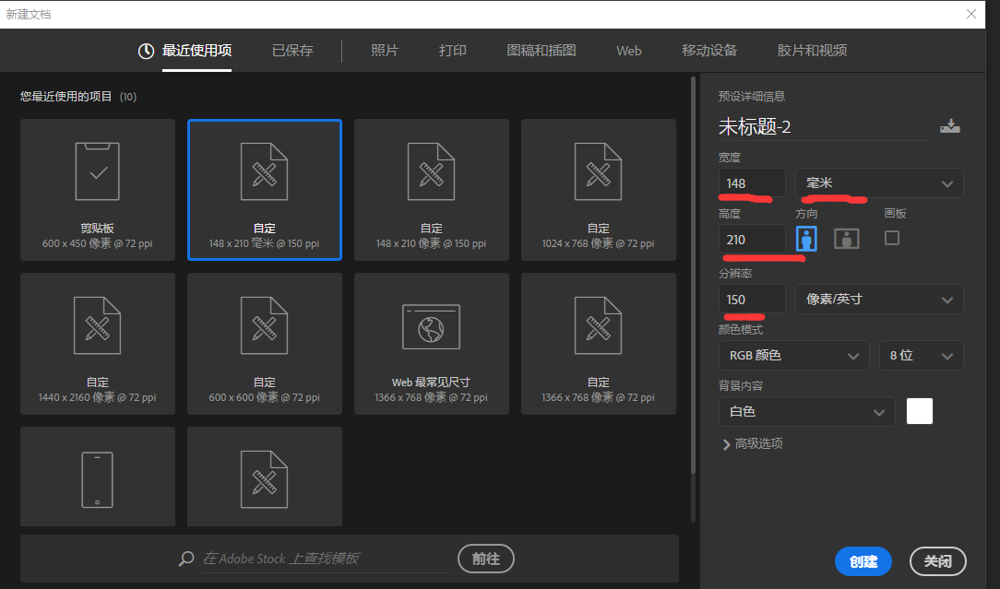 新建文档
最近使用项 已保存 照片 打印 图稿和插图 Web 移动设备 胶片和视频
您最近使用的项目 (10)
剪贴板
600 x 450 像素 @ 72 ppi
自定
148 x 210 毫米 @ 150 ppi
自定
148 x 210 像素 @ 150 ppi
自定
1024 x 768 像素 @ 72 ppi
自定
1440 x 2160 像素 @ 72 ppi
自定
600 x 600 像素 @ 72 ppi
Web 最常见尺寸
1366 x 768 像素 @ 72 ppi
自定
1366 x 768 像素 @ 72 ppi
在 Adobe Stock 上查找模板 前往
预设详细信息
未标题-2
宽度
148 毫米
高度 方向 画板
210
分辨率
150 像素/英寸
颜色模式
RGB 颜色 8 位
背景内容
白色
高级选项
创建 关闭